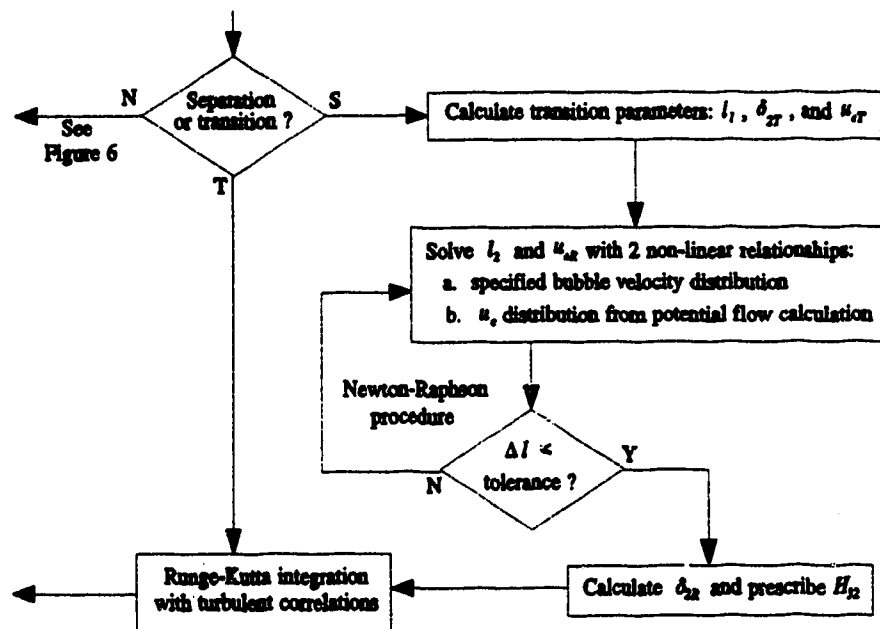 N
Separation
or transition ?
S
See
Figure 6
T
Calculate transition parameters: l₁ , δ₂T , and uₑT
Solve l₂ and uₑR with 2 non-linear relationships:
a. specified bubble velocity distribution
b. uₑ distribution from potential flow calculation
Newton-Raphson
procedure
Δl <
tolerance ?
N
Y
Runge-Kutta integration
with turbulent correlations
Calculate δ₂R and prescribe H₃₂